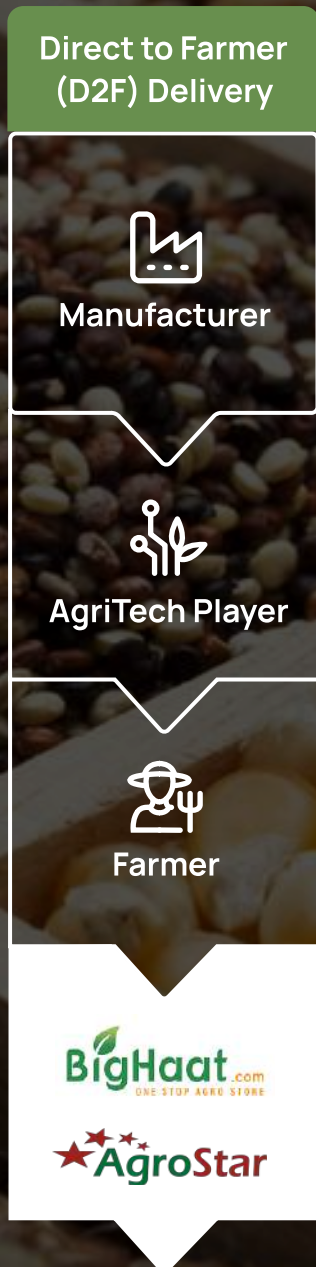 Direct to Farmer
(D2F) Delivery
Manufacturer
AgriTech Player
Farmer
BigHaat.com
ONE STOP AGRO STORE
AgroStar